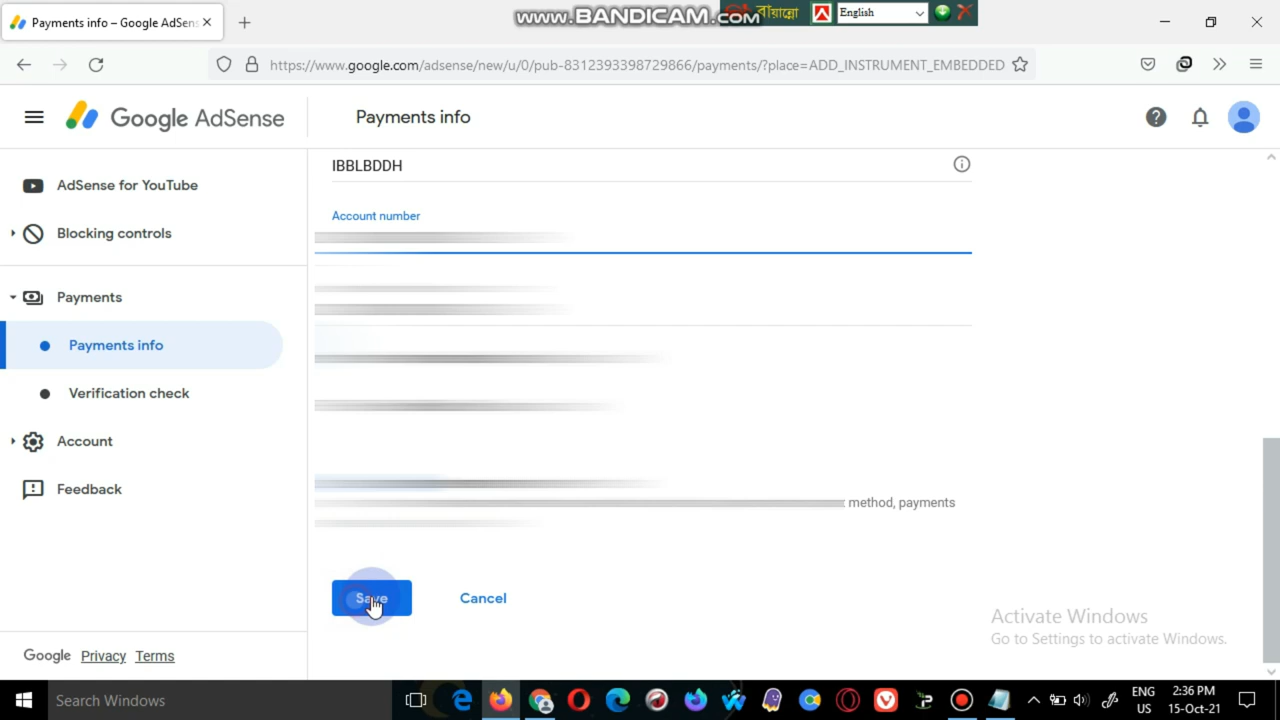 Payments info – Google AdSens
www.BANDICAM.com
English
https://www.google.com/adsense/new/u/0/pub-8312393398729866/payments/?place=ADD_INSTRUMENT_EMBEDDED
Google AdSense
Payments info
AdSense for YouTube
Blocking controls
Payments
Payments info
Verification check
Account
Feedback
Google Privacy Terms
IBBLBDDH
Account number
method, payments
Save
Cancel
Activate Windows
Go to Settings to activate Windows.
Search Windows
ENG
US
2:36 PM
15-Oct-21